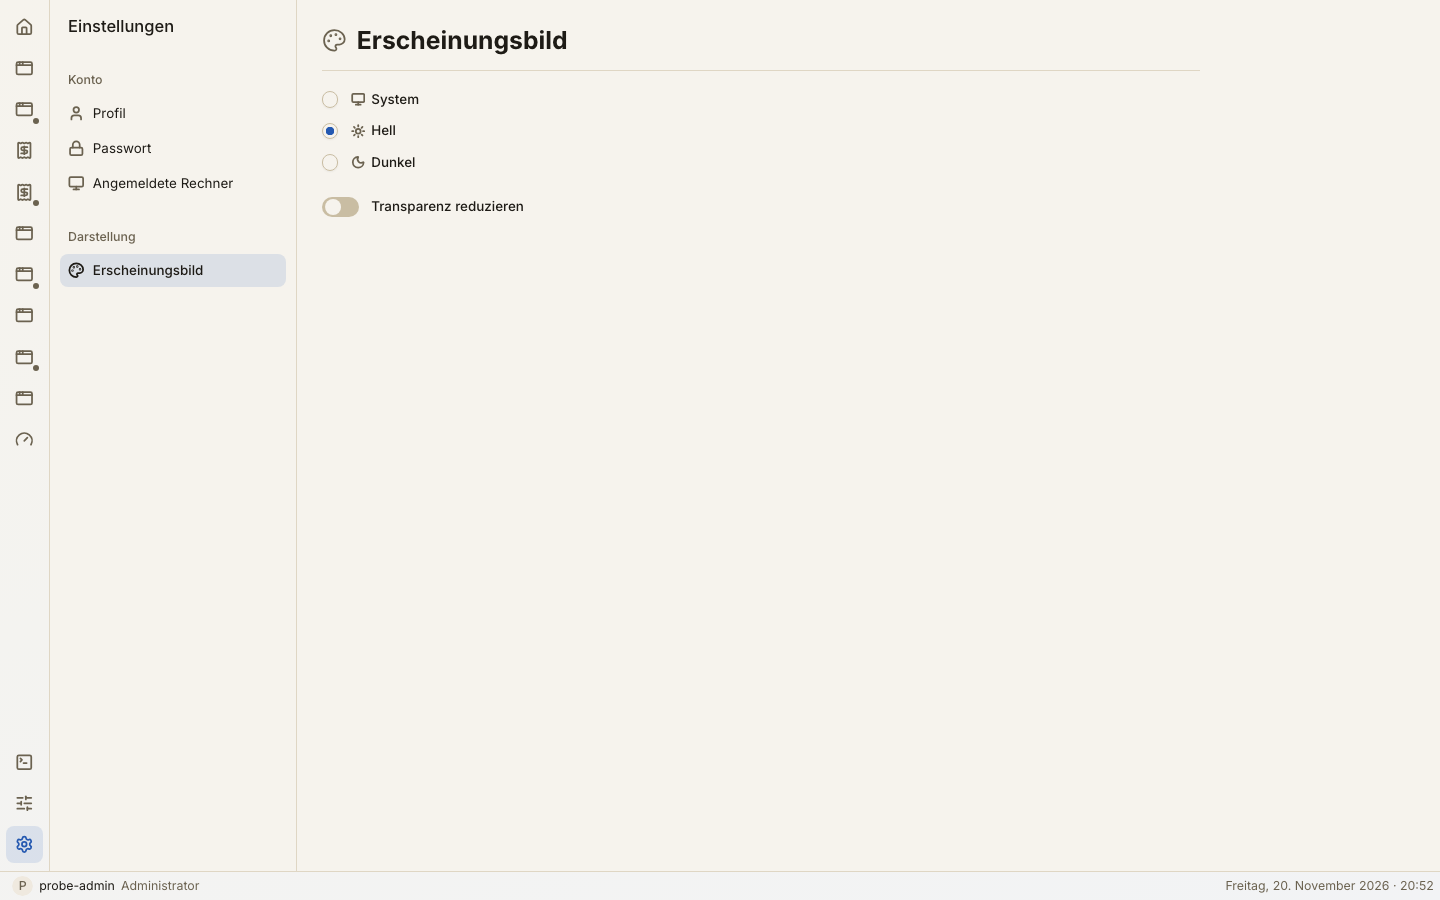 Einstellungen
Konto
Profil
Passwort
Angemeldete Rechner
Darstellung
Erscheinungsbild
Erscheinungsbild
System
Hell
Dunkel
Transparenz reduzieren
P probe-admin Administrator
Freitag, 20. November 2026 · 20:52